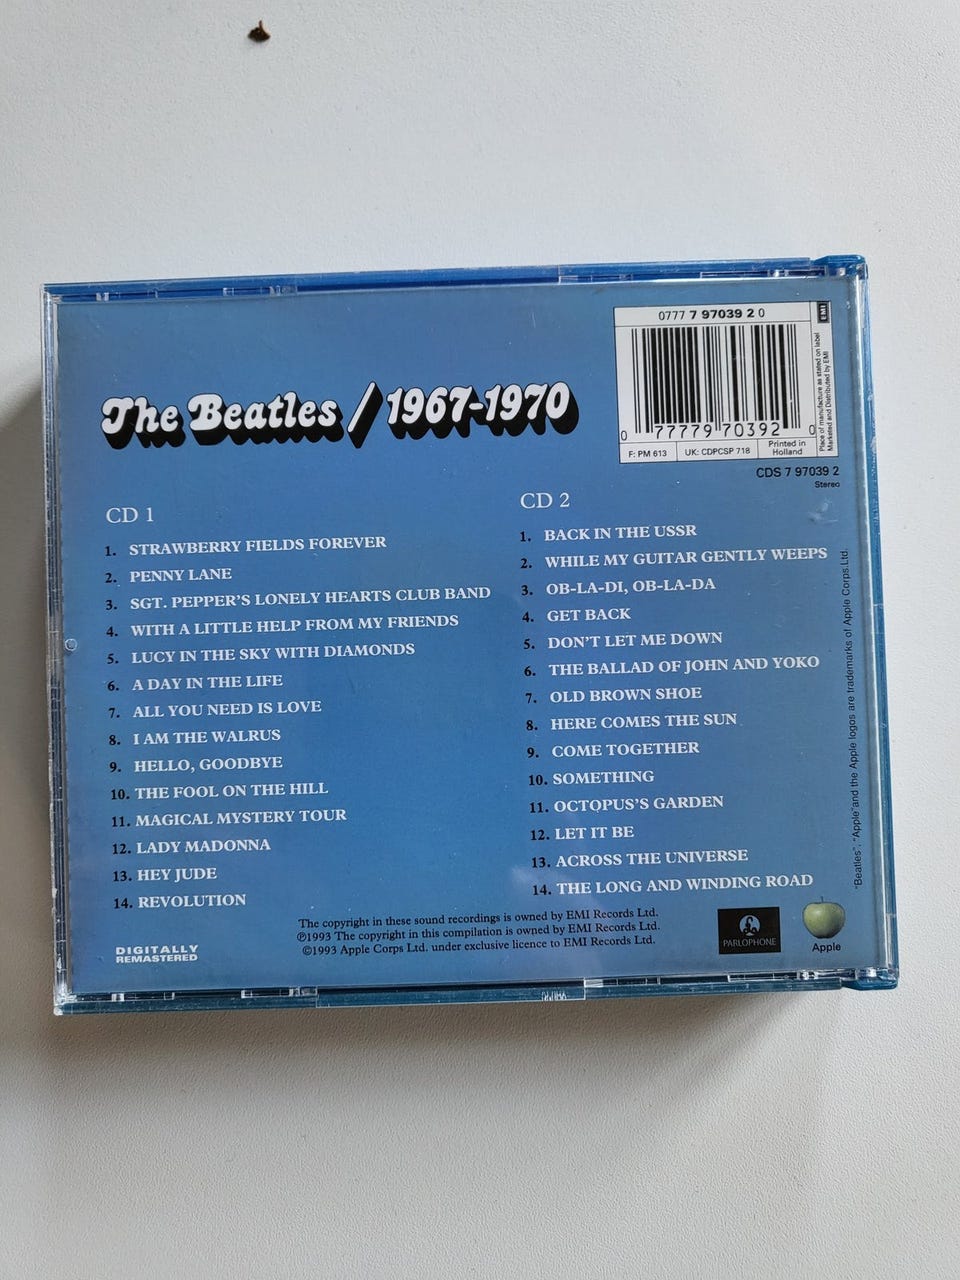 0777 7 97039 2 0
EMI
Place of manufacture as stated on label
Marketed and Distributed by EMI
0 77779 70392 0
F: PM 613
UK: CDPCSP 718
Printed in
Holland
CDS 7 97039 2
Stereo
The Beatles / 1967-1970
CD 1
1. STRAWBERRY FIELDS FOREVER
2. PENNY LANE
3. SGT. PEPPER'S LONELY HEARTS CLUB BAND
4. WITH A LITTLE HELP FROM MY FRIENDS
5. LUCY IN THE SKY WITH DIAMONDS
6. A DAY IN THE LIFE
7. ALL YOU NEED IS LOVE
8. I AM THE WALRUS
9. HELLO, GOODBYE
10. THE FOOL ON THE HILL
11. MAGICAL MYSTERY TOUR
12. LADY MADONNA
13. HEY JUDE
14. REVOLUTION
CD 2
1. BACK IN THE USSR
2. WHILE MY GUITAR GENTLY WEEPS
3. OB-LA-DI, OB-LA-DA
4. GET BACK
5. DON'T LET ME DOWN
6. THE BALLAD OF JOHN AND YOKO
7. OLD BROWN SHOE
8. HERE COMES THE SUN
9. COME TOGETHER
10. SOMETHING
11. OCTOPUS'S GARDEN
12. LET IT BE
13. ACROSS THE UNIVERSE
14. THE LONG AND WINDING ROAD
"Beatles", "Apple" and the Apple logos are trademarks of Apple Corps.Ltd.
DIGITALLY
REMASTERED
The copyright in these sound recordings is owned by EMI Records Ltd.
℗1993 The copyright in this compilation is owned by EMI Records Ltd.
©1993 Apple Corps Ltd. under exclusive licence to EMI Records Ltd.
PARLOPHONE
Apple